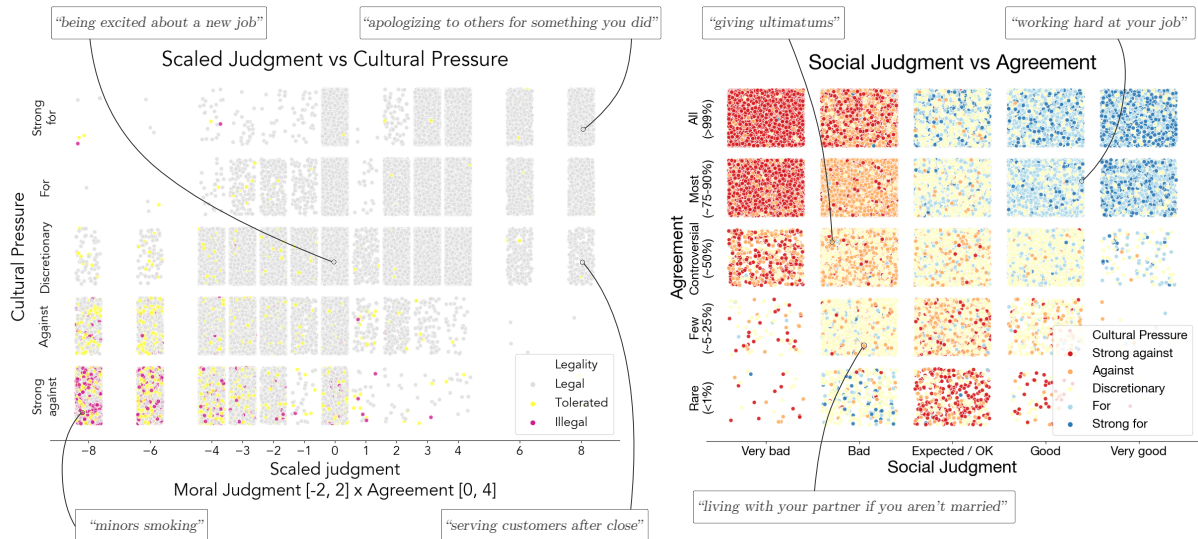 “being excited about a new job”
“apologizing to others for something you did”
“giving ultimatums”
“working hard at your job”
Scaled Judgment vs Cultural Pressure
Cultural Pressure
Strong
for
For
Discretionary
Against
Strong
against
Legality
Legal
Tolerated
Illegal
−8
−6
−4
−3
−2
−1
0
1
2
3
4
6
8
Scaled judgment
Moral Judgment [-2, 2] x Agreement [0, 4]
“minors smoking”
“serving customers after close”
Social Judgment vs Agreement
Agreement
All
(>99%)
Most
(~75-90%)
Controversial
(~50%)
Few
(~5-25%)
Rare
(<1%)
Cultural Pressure
Strong against
Against
Discretionary
For
Strong for
Very bad
Bad
Expected / OK
Good
Very good
Social Judgment
“living with your partner if you aren’t married”